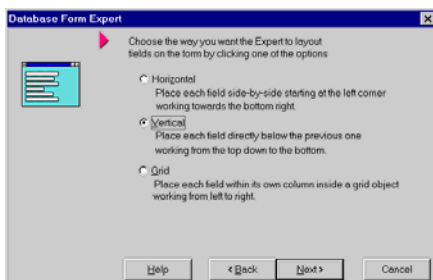 Database Form Expert
Choose the way you want the Expert to layout
fields on the form by clicking one of the options
Horizontal
Place each field side-by-side starting at the left corner
working towards the bottom right.
Vertical
Place each field directly below the previous one
working from the top down to the bottom.
Grid
Place each field within its own column inside a grid object
working from left to right.
Help < Back Next > Cancel